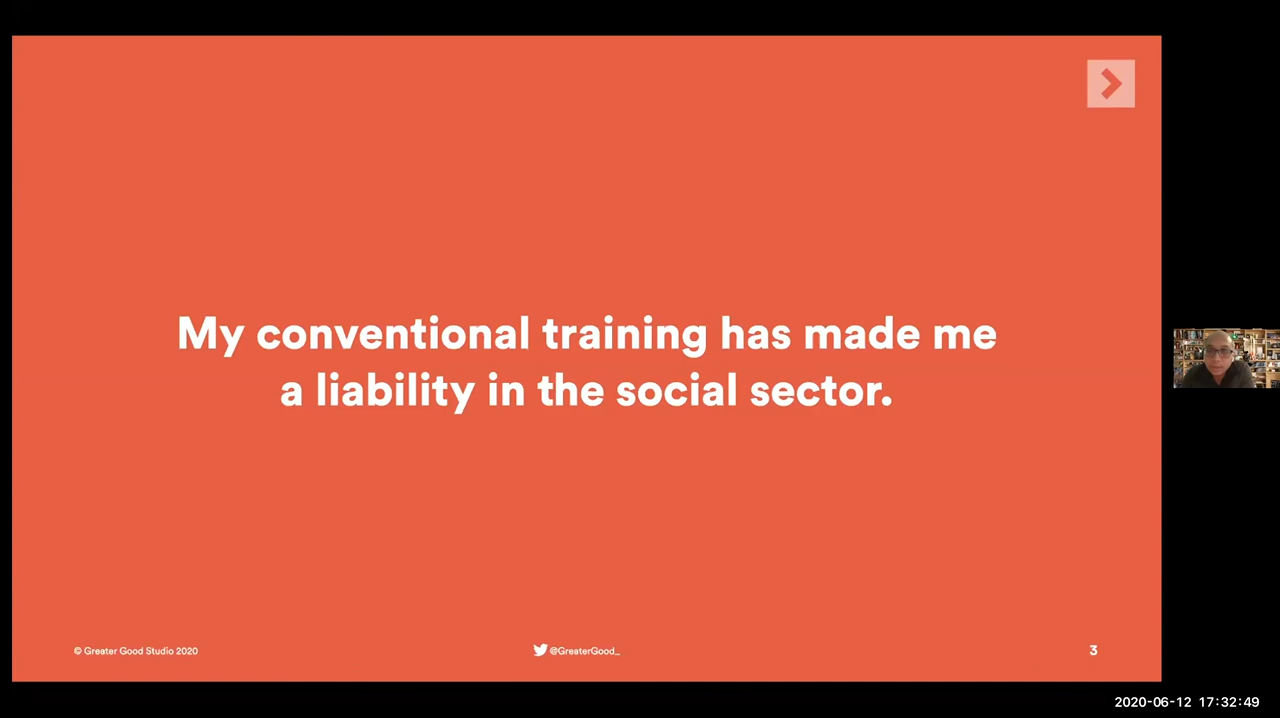 My conventional training has made me
a liability in the social sector.
© Greater Good Studio 2020
@GreaterGood_
3
2020-06-12 17:32:49